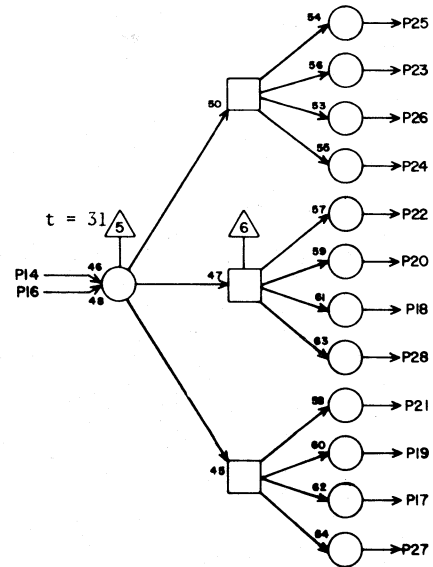 54 P25
56 P23
50 53 P26
55 P24
t = 31 5 6 57 P22
46 47 59 P20
P14 61 P18
P16 48 63 P28
58 P21
60 P19
45 62 P17
64 P27